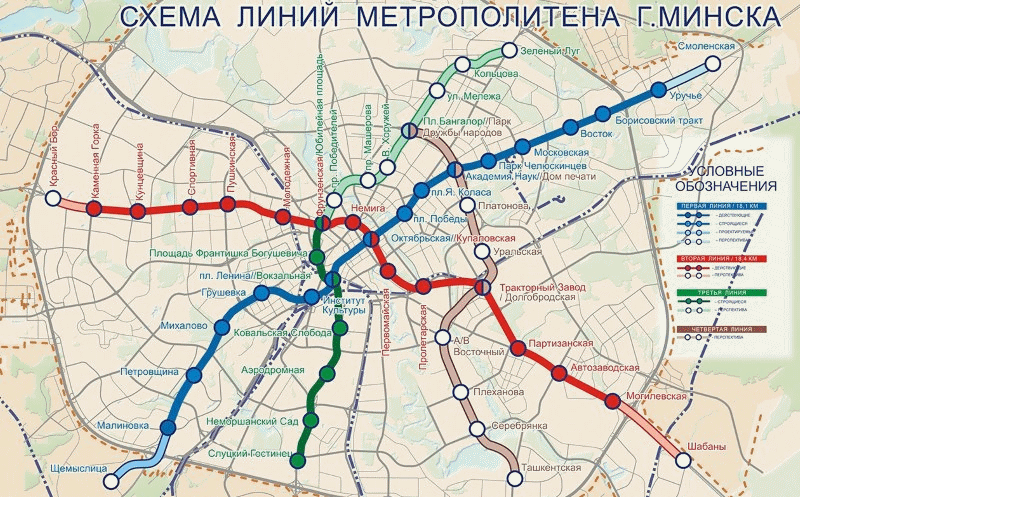 СХЕМА ЛИНИЙ МЕТРОПОЛИТЕНА Г.МИНСКА
Смоленская
Зеленый Луг
Кольцова
Уручье
ул. Мележа
Борисовский тракт
Пл.Бангалор//Парк
Дружбы народов
Восток
Московская
Парк Челюскинцев
Академия Наук//Дом печати
Красный Бор
Каменная Горка
Кунцевщина
Спортивная
Пушкинская
Молодежная
Фрунзенская/Юбилейная площадь
пр. Победителей
пр. Машерова
В. Хоружей
УСЛОВНЫЕ
ОБОЗНАЧЕНИЯ
ПЕРВАЯ ЛИНИЯ / 18,1 КМ
- ДЕЙСТВУЮЩИЕ
- СТРОЯЩИЕСЯ
- ПРОЕКТИРУЕМЫЕ
- ПЕРСПЕКТИВА
ВТОРАЯ ЛИНИЯ / 18,4 КМ
- ДЕЙСТВУЮЩИЕ
- ПЕРСПЕКТИВА
ТРЕТЬЯ ЛИНИЯ
- СТРОЯЩИЕСЯ
- ПЕРСПЕКТИВА
ЧЕТВЕРТАЯ ЛИНИЯ
- ПЕРСПЕКТИВА
пл.Я. Коласа
Платонова
Немига
пл. Победы
Октябрьская//Купаловская
Уральская
Площадь Франтишка Богушевича
пл. Ленина//Вокзальная
Грушевка
Институт
Культуры
Тракторный Завод
/ Долгобродская
Первомайская
Пролетарская
Михалово
Ковальская Слобода
А/В
Восточный
Партизанская
Петровщина
Аэродромная
Автозаводская
Плеханова
Могилевская
Малиновка
Неморшанский Сад
Серебрянка
Слуцкий Гостинец
Шабаны
Щемыслица
Ташкентская